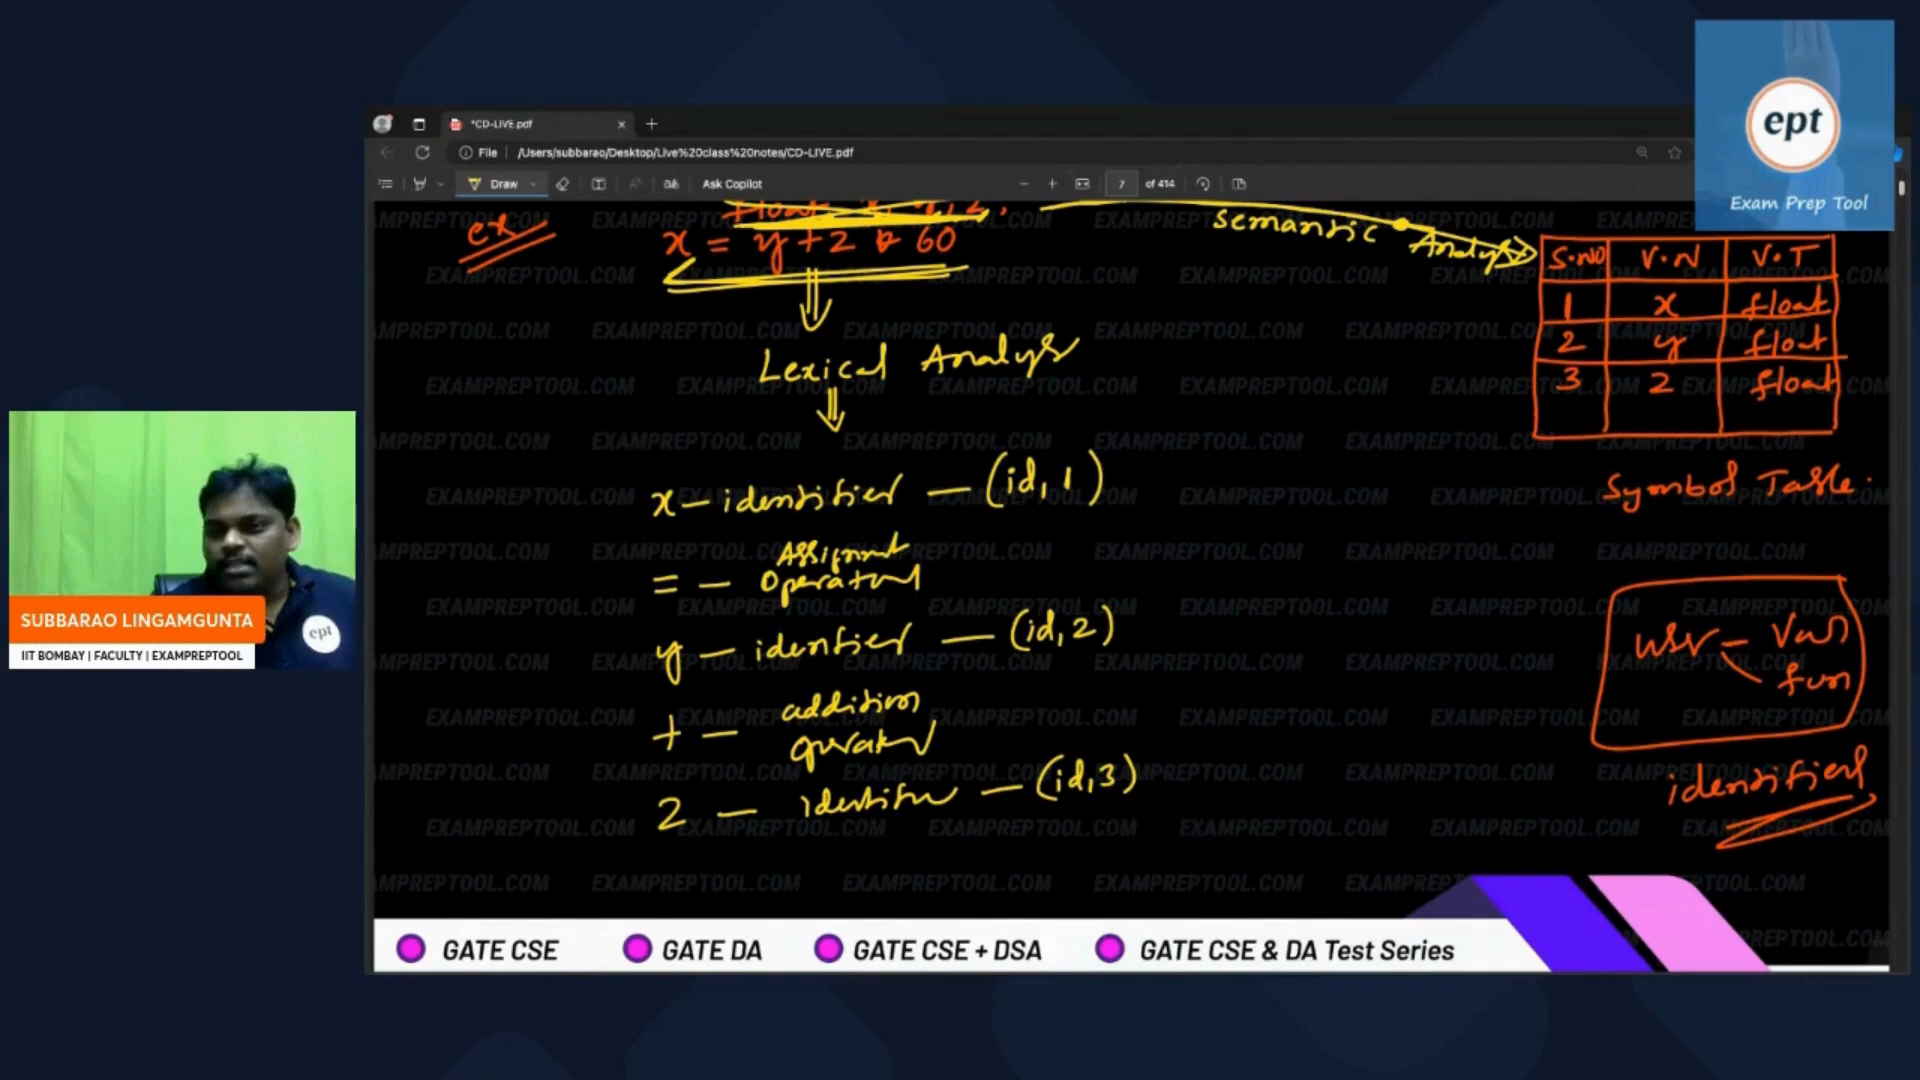 ept
Exam Prep Tool
*CD-LIVE.pdf
File /Users/subbarao/Desktop/Live%20class%20notes/CD-LIVE.pdf
Draw Ask Copilot 7 of 414
ex
x = y + z * 60
Semantic Analysis
Lexical Analysis
x - identifier - (id, 1)
Assignment
= - Operator
y - identifier - (id, 2)
addition
+ - operator
z - identifier - (id, 3)
S.NO V.N V.T
1 x float
2 y float
3 z float
Symbol Table.
usr - Var
fun
identifier
SUBBARAO LINGAMGUNTA
IIT BOMBAY | FACULTY | EXAMPREPTOOL
ept
GATE CSE GATE DA GATE CSE + DSA GATE CSE & DA Test Series
EXAMPREPTOOL.COM